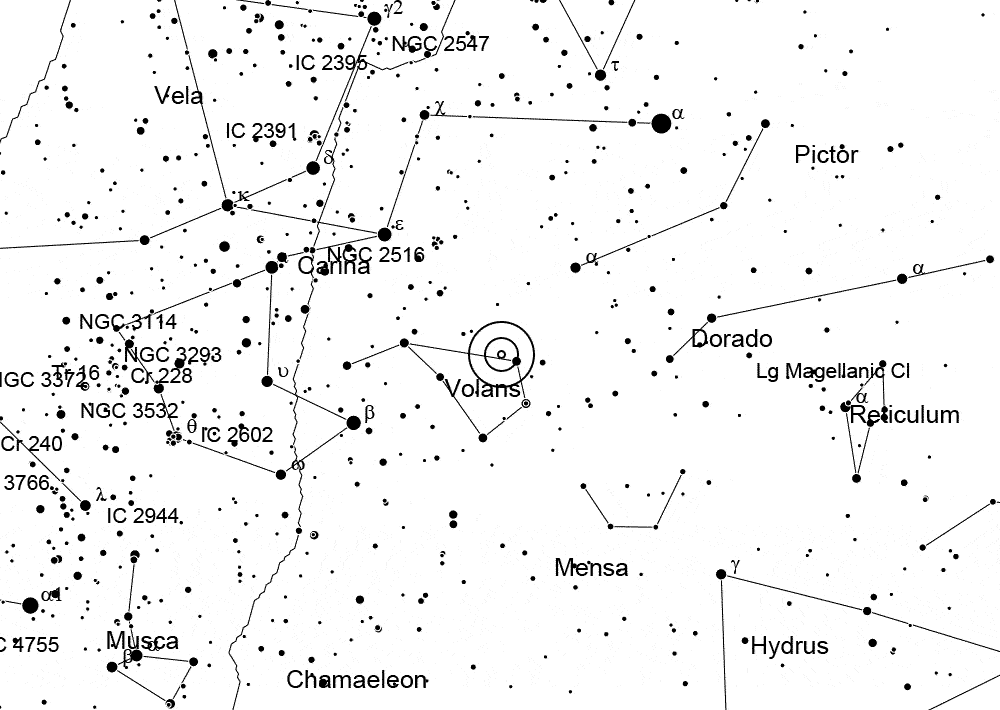 γ2
NGC 2547
IC 2395
τ
Vela
χ
α
IC 2391
δ
Pictor
κ
ε
NGC 2516
Carina
ι
α
α
NGC 3114
Dorado
NGC 3293
Tr 16
NGC 3372
Cr 228
υ
Volans
Lg Magellanic Cl
NGC 3532
β
α
Reticulum
θ
IC 2602
Cr 240
ω
3766
λ
IC 2944
γ
Mensa
α1
C 4755
Musca
α
β
Hydrus
Chamaeleon